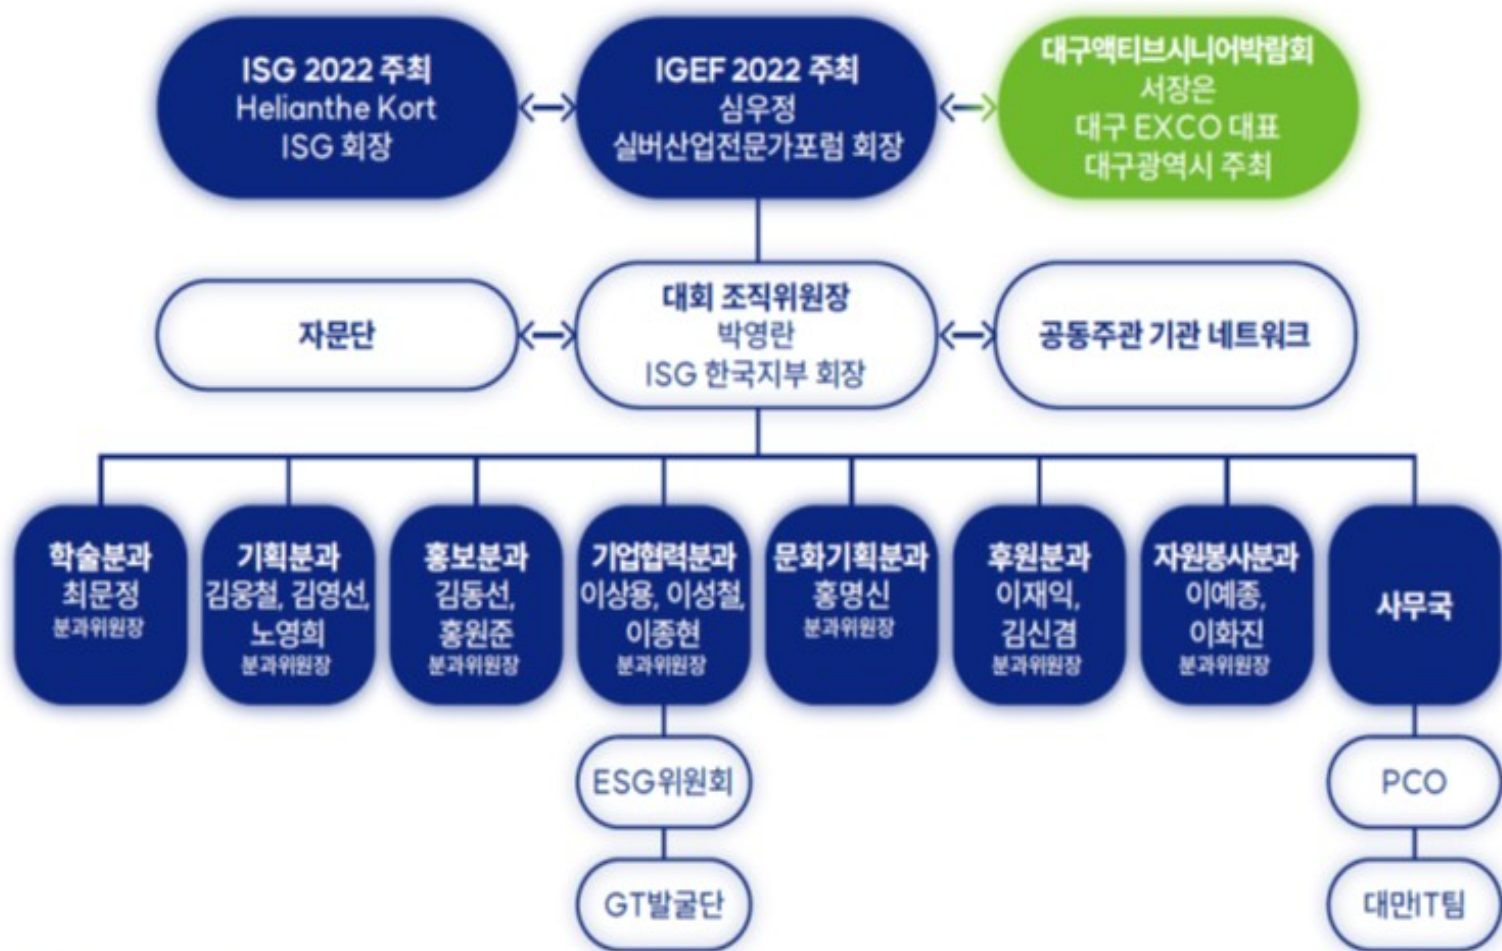 ISG 2022 주최
Helianthe Kort
ISG 회장
IGEF 2022 주최
심우정
실버산업전문가포럼 회장
대구액티브시니어박람회
서장은
대구 EXCO 대표
대구광역시 주최
자문단
대회 조직위원장
박영란
ISG 한국지부 회장
공동주관 기관 네트워크
학술분과
최문정
분과위원장
기획분과
김웅철, 김영선,
노영희
분과위원장
홍보분과
김동선,
홍원준
분과위원장
기업협력분과
이상용, 이성철,
이종현
분과위원장
문화기획분과
홍명신
분과위원장
후원분과
이재익,
김신겸
분과위원장
자원봉사분과
이예종,
이화진
분과위원장
사무국
ESG위원회
GT발굴단
PCO
대만IT팀